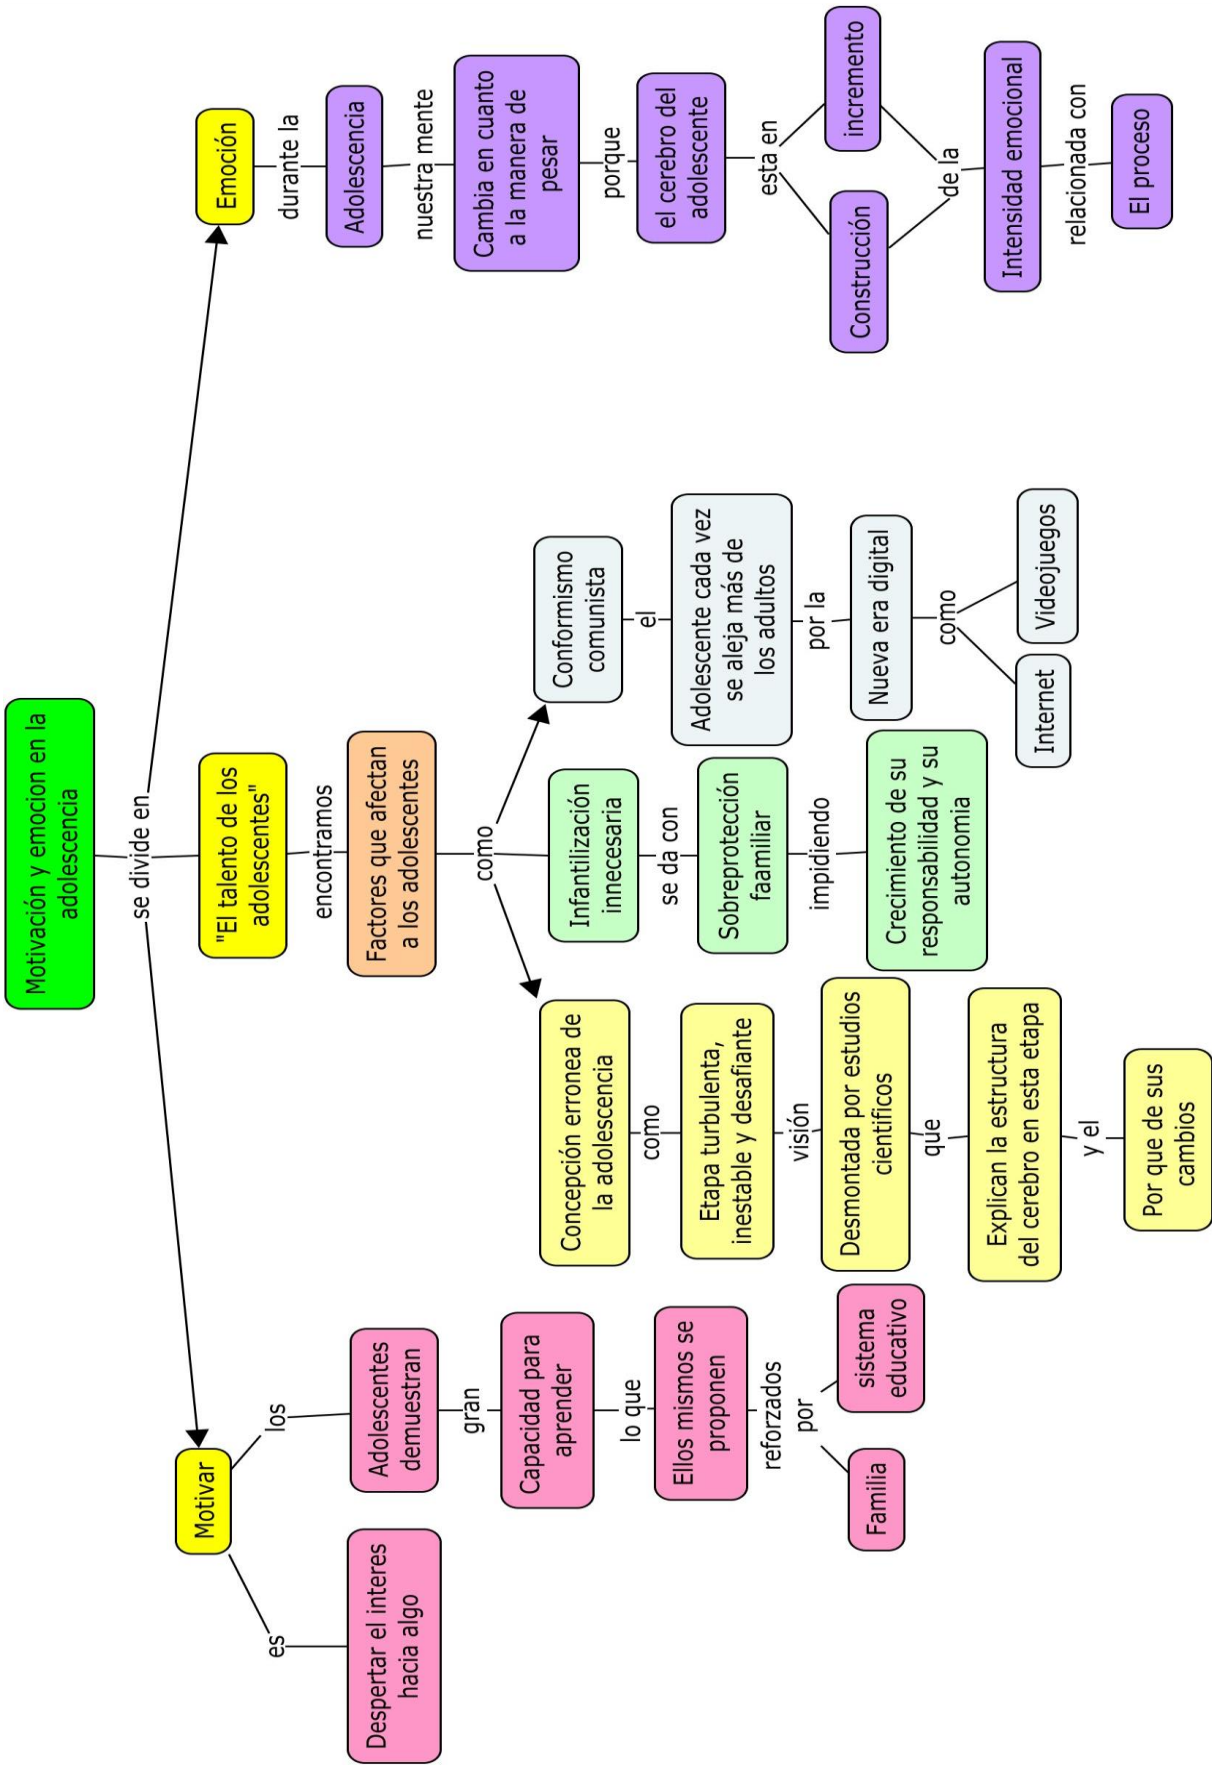 Motivación y emocion en la
adolescencia
se divide en
Motivar
es
Despertar el interes
hacia algo
los
Adolescentes
demuestran
gran
Capacidad para
aprender
lo que
Ellos mismos se
proponen
reforzados
por
Familia
sistema
educativo
"El talento de los
adolescentes"
encontramos
Factores que afectan
a los adolescentes
como
Concepción erronea de
la adolescencia
como
Etapa turbulenta,
inestable y desafiante
visión
Desmontada por estudios
cientificos
que
Explican la estructura
del cerebro en esta etapa
y el
Por que de sus
cambios
Infantilización
innecesaria
se da con
Sobreprotección
faamiliar
impidiendo
Crecimiento de su
responsabilidad y su
autonomia
Conformismo
comunista
el
Adolescente cada vez
se aleja más de
los adultos
por la
Nueva era digital
como
Internet
Videojuegos
Emoción
durante la
Adolescencia
nuestra mente
Cambia en cuanto
a la manera de
pesar
porque
el cerebro del
adolescente
esta en
Construcción
incremento
de la
Intensidad emocional
relacionada con
El proceso